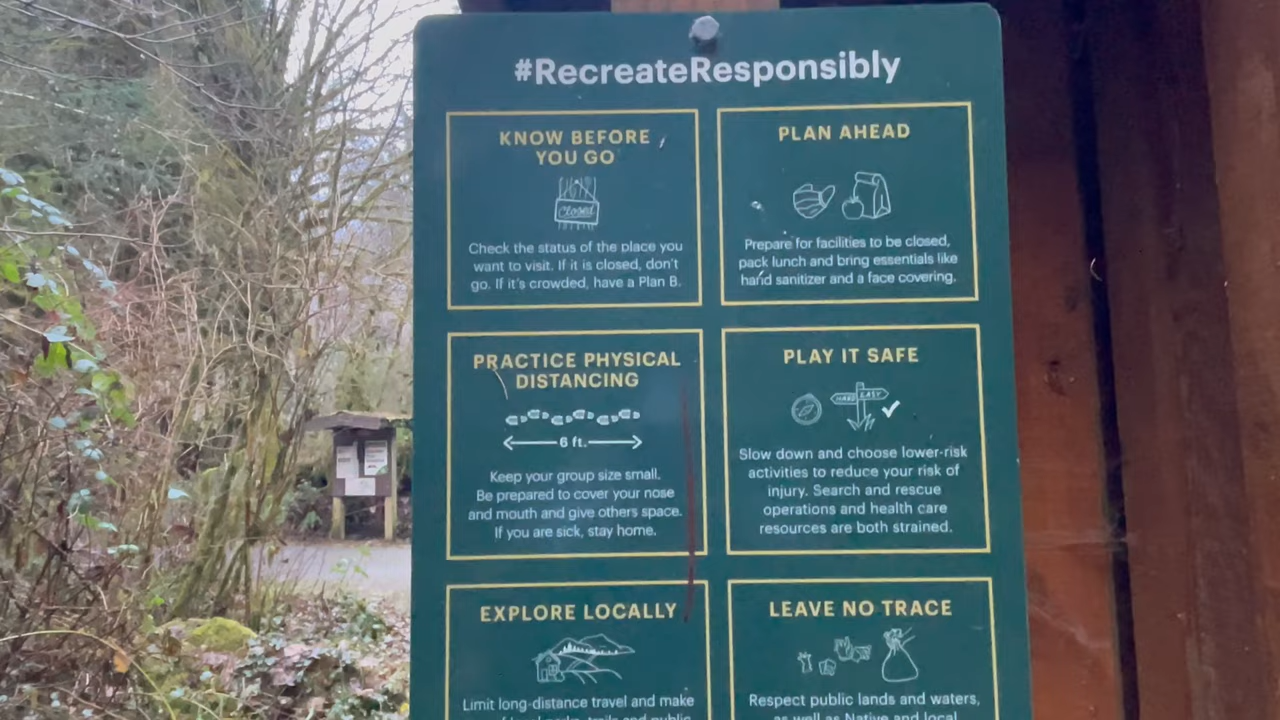 #RecreateResponsibly
KNOW BEFORE
YOU GO
Closed
Check the status of the place you
want to visit. If it is closed, don't
go. If it's crowded, have a Plan B.
PLAN AHEAD
Prepare for facilities to be closed,
pack lunch and bring essentials like
hand sanitizer and a face covering.
PRACTICE PHYSICAL
DISTANCING
6 ft.
Keep your group size small.
Be prepared to cover your nose
and mouth and give others space.
If you are sick, stay home.
PLAY IT SAFE
HARD EASY
Slow down and choose lower-risk
activities to reduce your risk of
injury. Search and rescue
operations and health care
resources are both strained.
EXPLORE LOCALLY
Limit long-distance travel and make
LEAVE NO TRACE
Respect public lands and waters,
as well as Native and local